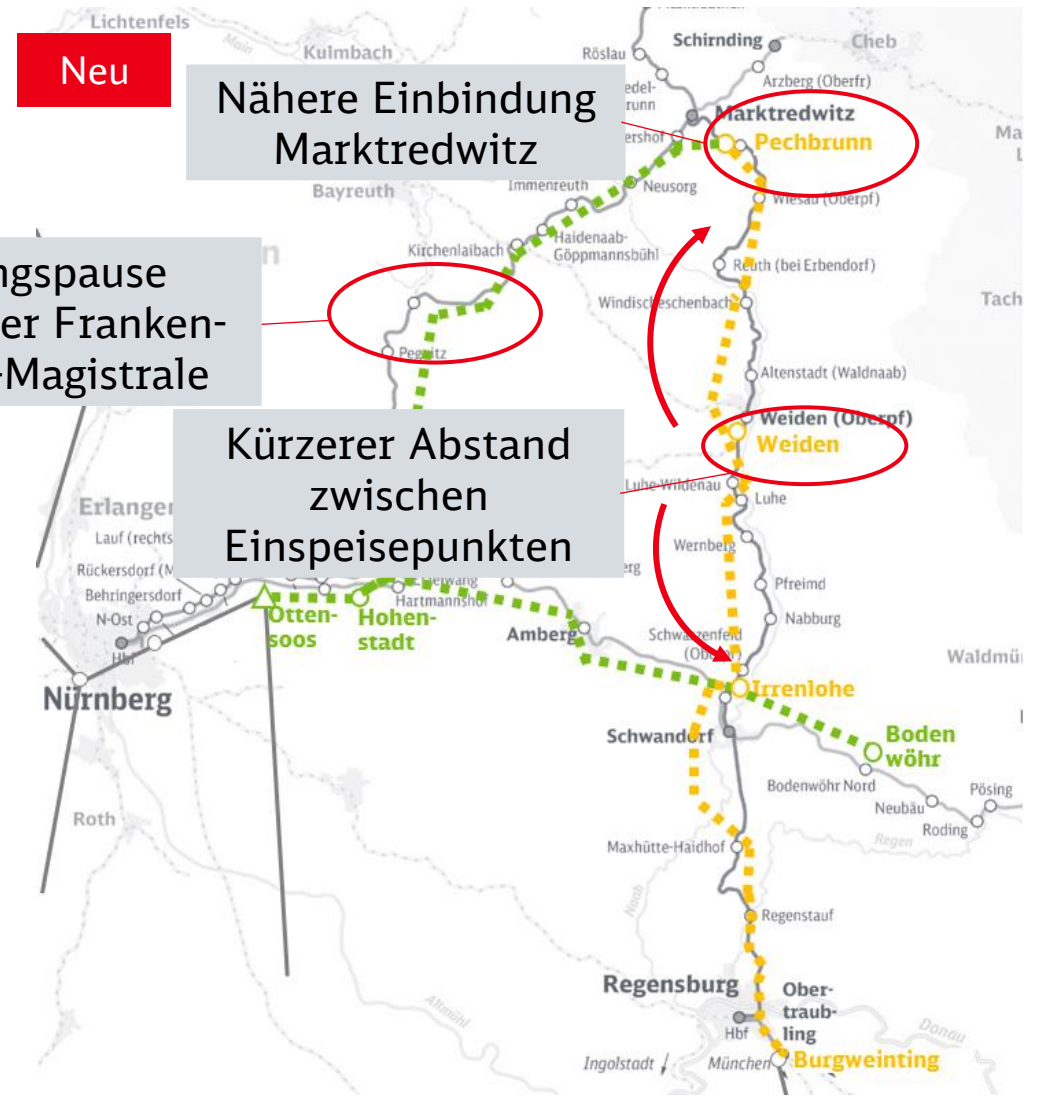 Lichtenfels
Main
Kulmbach
Neu
Nähere Einbindung
Marktredwitz
Röslau
Schirnding
Cheb
Arzberg (Oberfr)
Marktredwitz
Pechbrunn
Bayreuth
Immenreuth
Neusorg
Wiesau (Oberpf)
Kirchenlaibach
Haidenaab-
Göppmannsbühl
Reuth (bei Erbendorf)
Windischeschenbach
Pegnitz
ngspause
er Franken-
-Magistrale
Altenstadt (Waldnaab)
Weiden (Oberpf)
Weiden
Kürzerer Abstand
zwischen
Einspeisepunkten
Luhe-Wildenau
Luhe
Wernberg
Pfreimd
Nabburg
Lauf (rechts
Rückersdorf (M
Behringersdorf
N-Ost
Hbf
Nürnberg
Hartmannshof
Otten-
soos
Hohen-
stadt
Amberg
Schwarzenfeld
Irrenlohe
Schwandorf
Boden
wöhr
Bodenwöhr Nord
Neubäu
Pösing
Roding
Regen
Roth
Maxhütte-Haidhof
Naab
Regenstauf
Regensburg
Ober-
traub-
ling
Hbf
Altmühl
Donau
Ingolstadt
München
Burgweinting